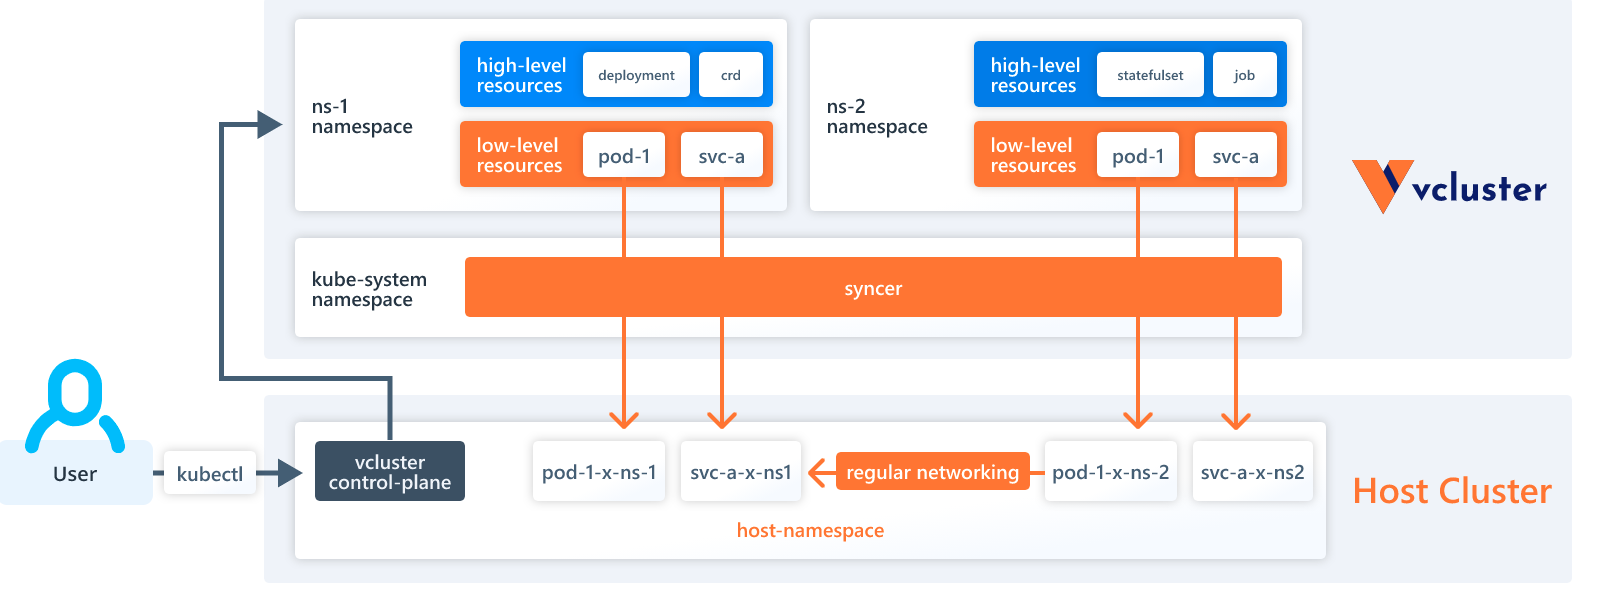 high-level
resources
deployment
crd
ns-1
namespace
low-level
resources
pod-1
svc-a
high-level
resources
statefulset
job
ns-2
namespace
low-level
resources
pod-1
svc-a
vcluster
kube-system
namespace
syncer
User
kubectl
vcluster
control-plane
pod-1-x-ns-1
svc-a-x-ns1
regular networking
pod-1-x-ns-2
svc-a-x-ns2
host-namespace
Host Cluster